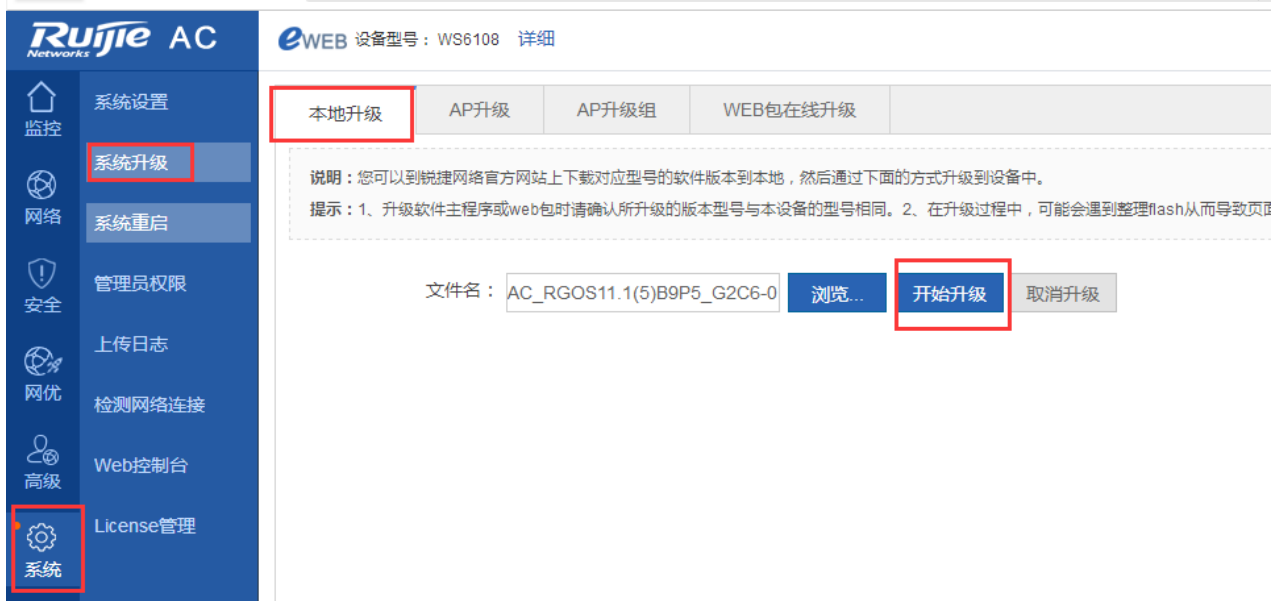 Ruijie Networks AC
eWEB 设备型号：WS6108 详细
监控
网络
安全
网优
高级
系统
系统设置
系统升级
系统重启
管理员权限
上传日志
检测网络连接
Web控制台
License管理
本地升级 AP升级 AP升级组 WEB包在线升级
说明：您可以到锐捷网络官方网站上下载对应型号的软件版本到本地，然后通过下面的方式升级到设备中。
提示：1、升级软件主程序或web包时请确认所升级的版本型号与本设备的型号相同。2、在升级过程中，可能会遇到整理flash从而导致页面
文件名： AC_RGOS11.1(5)B9P5_G2C6-0 浏览... 开始升级 取消升级